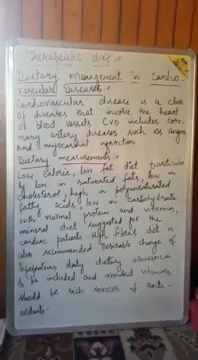 Therapeutic diet :
Dietary management in Cardio-
Vascular Diseases :
Cardiovascular disease is a class
of diseases that involve the heart
or blood vessels CVD includes coro-
nary artery diseases such as angina
and myocardial
Dietary measurements :
Low calorie, low fat diet particular
ly low in saturated fats, low in
cholesterol, high in polyunsaturated
fatty acids, low in carbohydrate
with normal protein and vitamin,
mineral diet suggested for the
cardiac patients. High fibres diet is
also recommended Desirable change of
daily dietary allowance
to be included and vitamins
should be rich sources of anti-
oxidants.